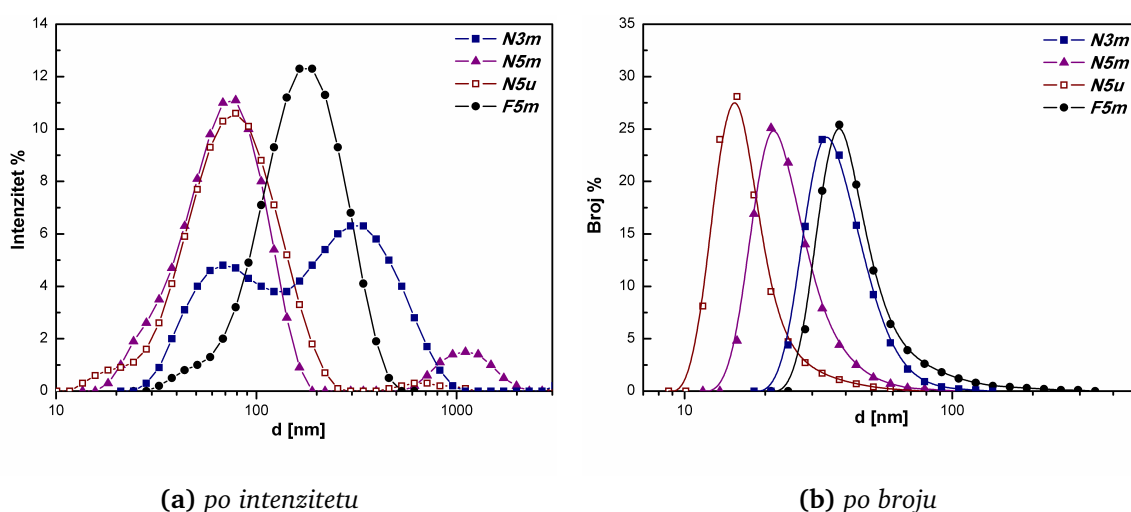 14
12
10
8
6
4
2
0
Intenzitet %
10
100
1000
d [nm]
N3m
N5m
N5u
F5m
(a) po intenzitetu
35
30
25
20
15
10
5
0
Broj %
10
100
d [nm]
N3m
N5m
N5u
F5m
(b) po broju